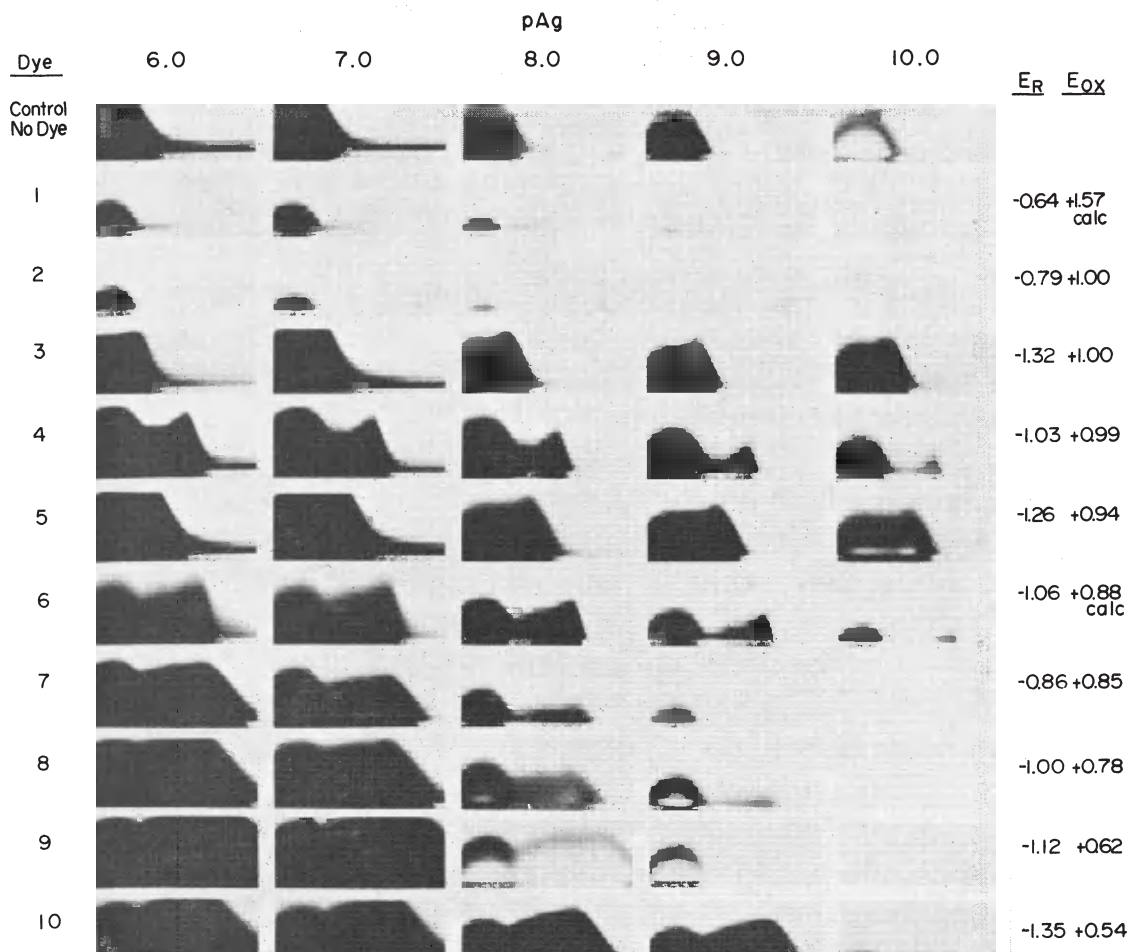 pAg
Dye 6.0 7.0 8.0 9.0 10.0
E_R E_OX
Control
No Dye
1 -0.64 +1.57
calc
2 -0.79 +1.00
3 -1.32 +1.00
4 -1.03 +0.99
5 -1.26 +0.94
6 -1.06 +0.88
calc
7 -0.86 +0.85
8 -1.00 +0.78
9 -1.12 +0.62
10 -1.35 +0.54